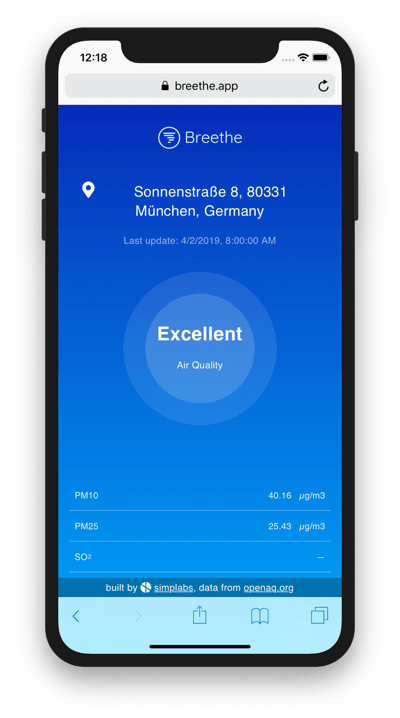 12:18
breethe.app
Breethe
Sonnenstraße 8, 80331
München, Germany
Last update: 4/2/2019, 8:00:00 AM
Excellent
Air Quality
PM10 40.16 µg/m3
PM25 25.43 µg/m3
SO2 –
built by simplabs, data from openaq.org